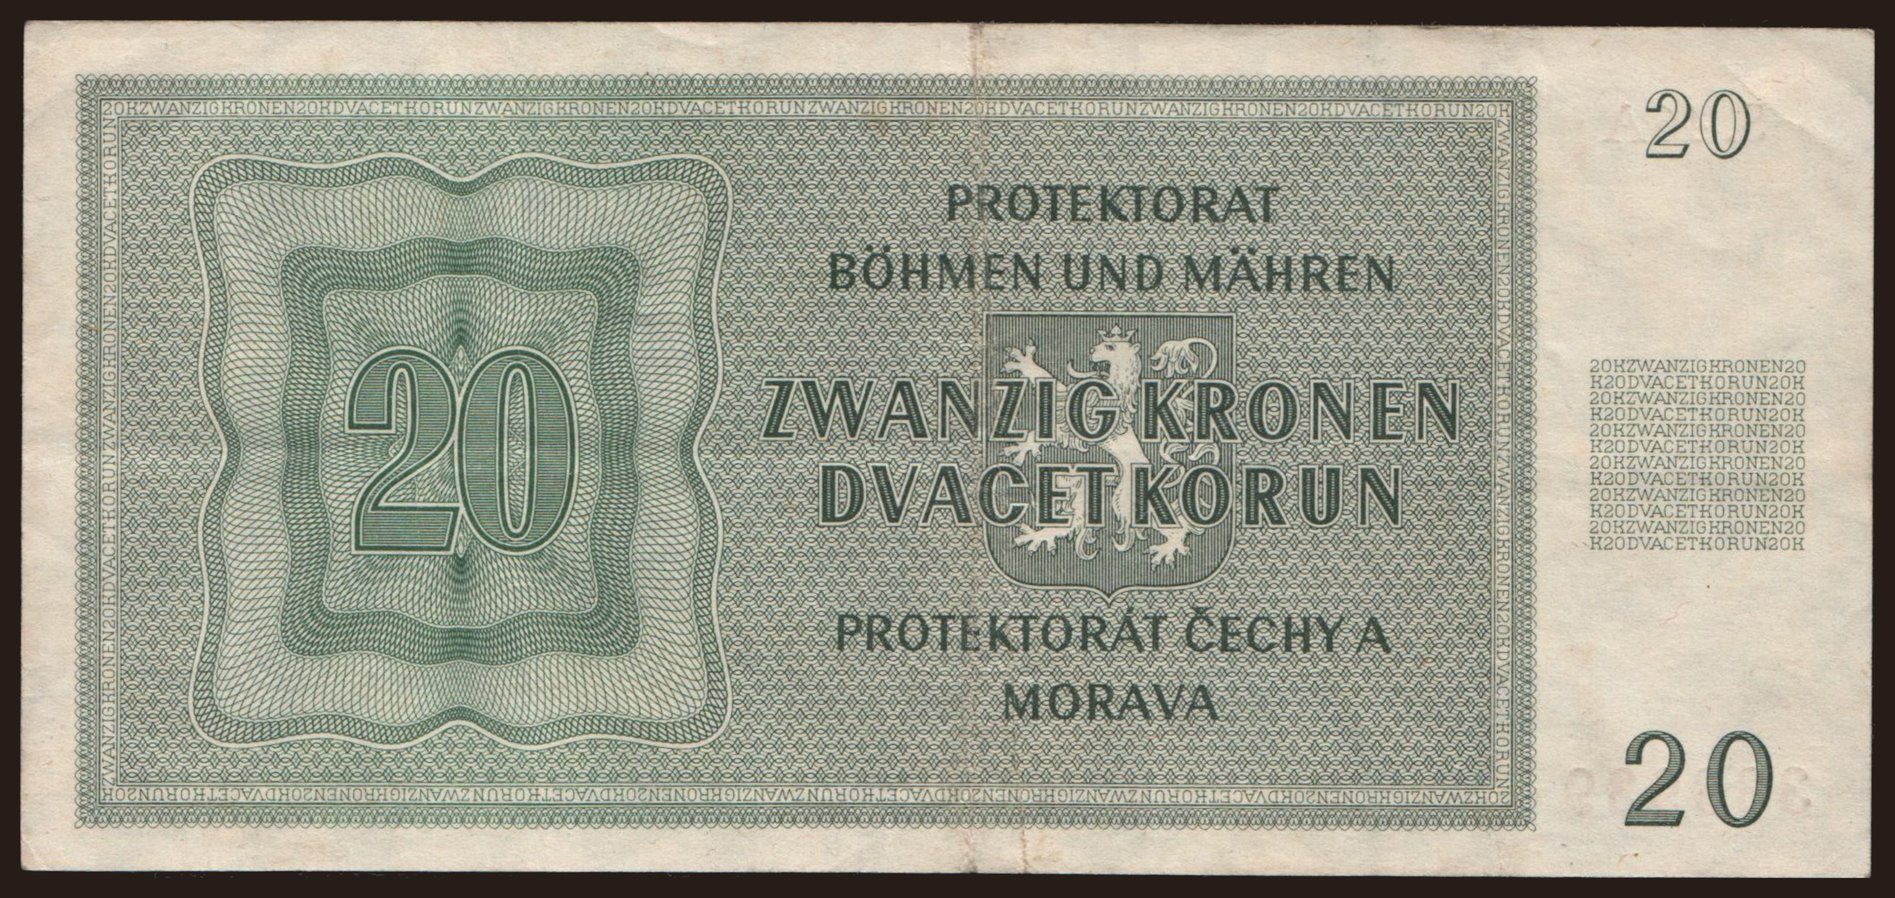 20KZWANZIGKRONEN20KDVACETKORUNZWANZIGKRONEN20KDVACETKORUNZWANZIGKRONEN20KDVACETKORUNZWANZIGKRONEN20KDVACETKORUN20K
20
PROTEKTORAT
BÖHMEN UND MÄHREN
20
ZWANZIG KRONEN
DVACET KORUN
PROTEKTORÁT ČECHY A
MORAVA
20KZWANZIGKRONEN20
K20DVACETKORUN20K
20KZWANZIGKRONEN20
K20DVACETKORUN20K
20KZWANZIGKRONEN20
K20DVACETKORUN20K
20KZWANZIGKRONEN20
K20DVACETKORUN20K
20KZWANZIGKRONEN20
K20DVACETKORUN20K
20KZWANZIGKRONEN20
K20DVACETKORUN20K
20